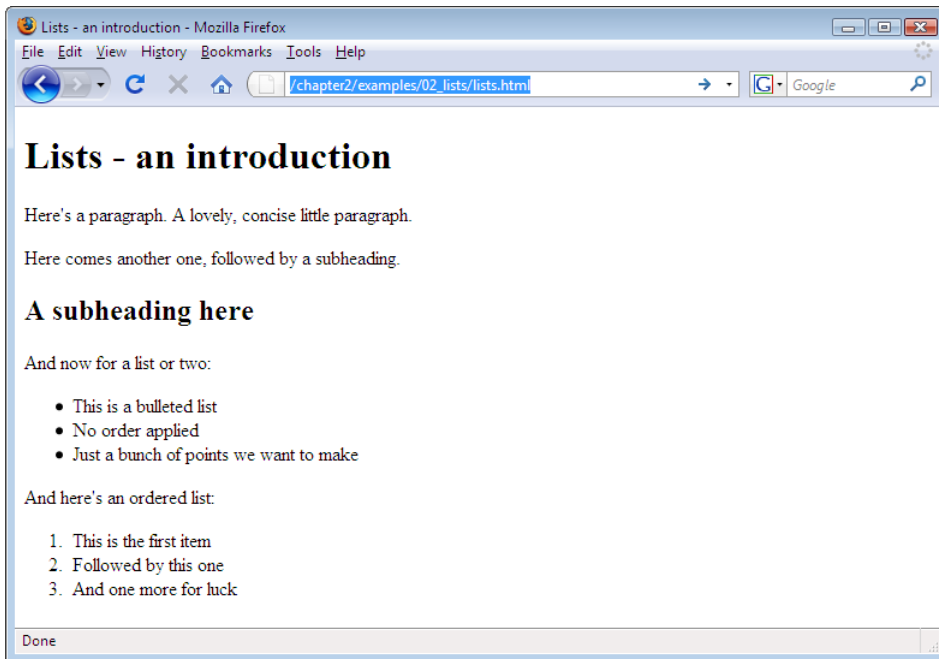 Lists - an introduction - Mozilla Firefox
File Edit View History Bookmarks Tools Help
/chapter2/examples/02_lists/lists.html G Google
Lists - an introduction
Here's a paragraph. A lovely, concise little paragraph.
Here comes another one, followed by a subheading.
A subheading here
And now for a list or two:
• This is a bulleted list
• No order applied
• Just a bunch of points we want to make
And here's an ordered list:
1. This is the first item
2. Followed by this one
3. And one more for luck
Done